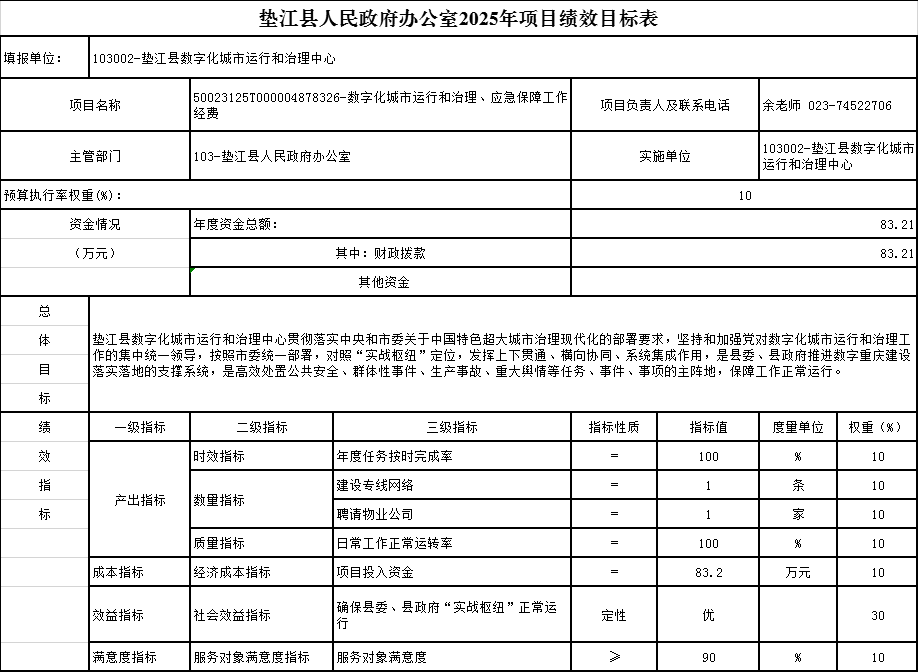 垫江县人民政府办公室2025年项目绩效目标表
填报单位： 103002-垫江县数字化城市运行和治理中心
项目名称 50023125T000004878326-数字化城市运行和治理、应急保障工作经费 项目负责人及联系电话 余老师 023-74522706
主管部门 103-垫江县人民政府办公室 实施单位 103002-垫江县数字化城市运行和治理中心
预算执行率权重(%)： 10
资金情况 年度资金总额： 83.21
（万元） 其中：财政拨款 83.21
其他资金
总体目标
垫江县数字化城市运行和治理中心贯彻落实中央和市委关于中国特色超大城市治理现代化的部署要求，坚持和加强党对数字化城市运行和治理工
作的集中统一领导，按照市委统一部署，对照“实战枢纽”定位，发挥上下贯通、横向协同、系统集成作用，是县委、县政府推进数字重庆建设
落实落地的支撑系统，是高效处置公共安全、群体性事件、生产事故、重大舆情等任务、事件、事项的主阵地，保障工作正常运行。
绩效指标
一级指标 二级指标 三级指标 指标性质 指标值 度量单位 权重（%）
产出指标 时效指标 年度任务按时完成率 = 100 % 10
数量指标 建设专线网络 = 1 条 10
聘请物业公司 = 1 家 10
质量指标 日常工作正常运转率 = 100 % 10
成本指标 经济成本指标 项目投入资金 = 83.2 万元 10
效益指标 社会效益指标 确保县委、县政府“实战枢纽”正常运行 定性 优 30
满意度指标 服务对象满意度指标 服务对象满意度 ≥ 90 % 10